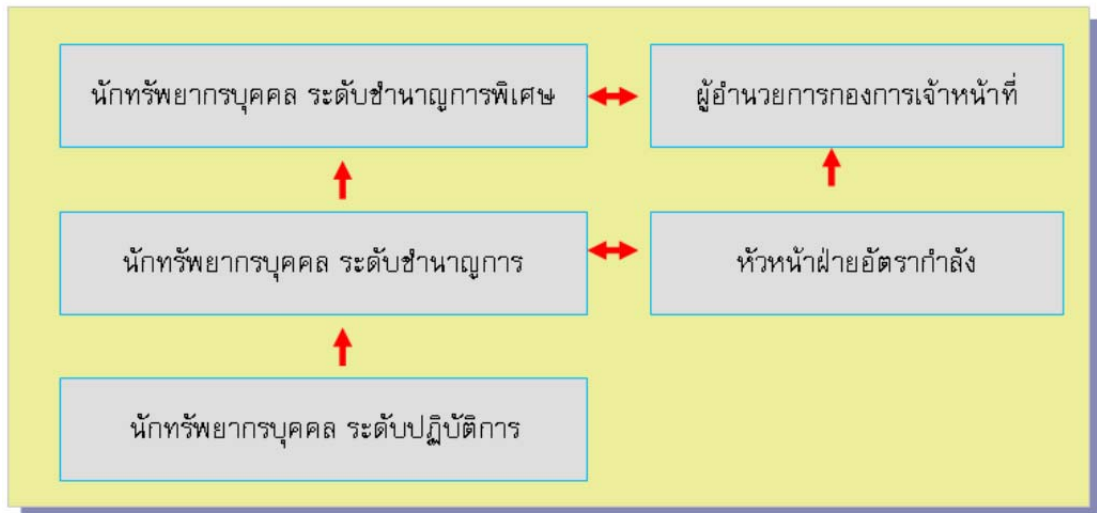 นักทรัพยากรบุคคล ระดับชำนาญการพิเศษ
ผู้อำนวยการกองการเจ้าหน้าที่
นักทรัพยากรบุคคล ระดับชำนาญการ
หัวหน้าฝ่ายอัตรากำลัง
นักทรัพยากรบุคคล ระดับปฏิบัติการ